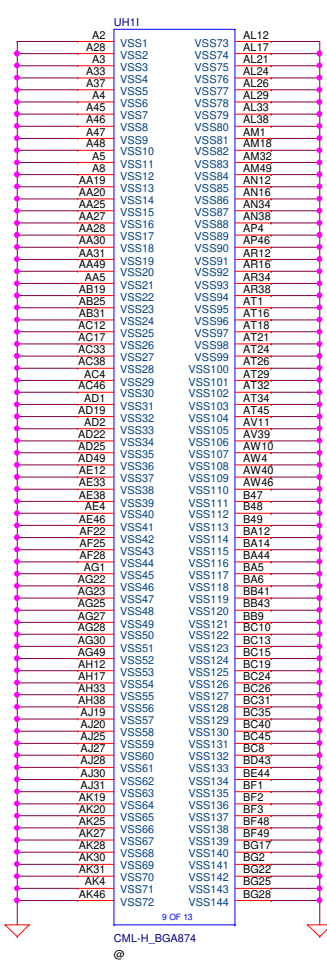 UH1I
A2 VSS1 VSS73 AL12
A28 VSS2 VSS74 AL17
A3 VSS3 VSS75 AL21
A33 VSS4 VSS76 AL24
A37 VSS5 VSS77 AL26
A4 VSS6 VSS78 AL29
A45 VSS7 VSS79 AL33
A46 VSS8 VSS80 AL38
A47 VSS9 VSS81 AM1
A48 VSS10 VSS82 AM18
A5 VSS11 VSS83 AM32
A8 VSS12 VSS84 AM49
AA19 VSS13 VSS85 AN12
AA20 VSS14 VSS86 AN16
AA25 VSS15 VSS87 AN34
AA27 VSS16 VSS88 AN38
AA28 VSS17 VSS89 AP4
AA30 VSS18 VSS90 AP46
AA31 VSS19 VSS91 AR12
AA49 VSS20 VSS92 AR16
AA5 VSS21 VSS93 AR34
AB19 VSS22 VSS94 AR38
AB25 VSS23 VSS95 AT1
AB31 VSS24 VSS96 AT16
AC12 VSS25 VSS97 AT18
AC17 VSS26 VSS98 AT21
AC33 VSS27 VSS99 AT24
AC38 VSS28 VSS100 AT26
AC4 VSS29 VSS101 AT29
AC46 VSS30 VSS102 AT32
AD1 VSS31 VSS103 AT34
AD19 VSS32 VSS104 AT45
AD2 VSS33 VSS105 AV11
AD22 VSS34 VSS106 AV39
AD25 VSS35 VSS107 AW10
AD49 VSS36 VSS108 AW4
AE12 VSS37 VSS109 AW40
AE33 VSS38 VSS110 AW46
AE38 VSS39 VSS111 B47
AE4 VSS40 VSS112 B48
AE46 VSS41 VSS113 B49
AF22 VSS42 VSS114 BA12
AF25 VSS43 VSS115 BA14
AF28 VSS44 VSS116 BA44
AG1 VSS45 VSS117 BA5
AG22 VSS46 VSS118 BA6
AG23 VSS47 VSS119 BB41
AG25 VSS48 VSS120 BB43
AG27 VSS49 VSS121 BB9
AG28 VSS50 VSS122 BC10
AG30 VSS51 VSS123 BC13
AG49 VSS52 VSS124 BC15
AH12 VSS53 VSS125 BC19
AH17 VSS54 VSS126 BC24
AH33 VSS55 VSS127 BC26
AH38 VSS56 VSS128 BC31
AJ19 VSS57 VSS129 BC35
AJ20 VSS58 VSS130 BC40
AJ25 VSS59 VSS131 BC45
AJ27 VSS60 VSS132 BC8
AJ28 VSS61 VSS133 BD43
AJ30 VSS62 VSS134 BE44
AJ31 VSS63 VSS135 BF1
AK19 VSS64 VSS136 BF2
AK20 VSS65 VSS137 BF3
AK25 VSS66 VSS138 BF48
AK27 VSS67 VSS139 BF49
AK28 VSS68 VSS140 BG17
AK30 VSS69 VSS141 BG2
AK31 VSS70 VSS142 BG22
AK4 VSS71 VSS143 BG25
AK46 VSS72 VSS144 BG28
9 OF 13
CML-H_BGA874
@